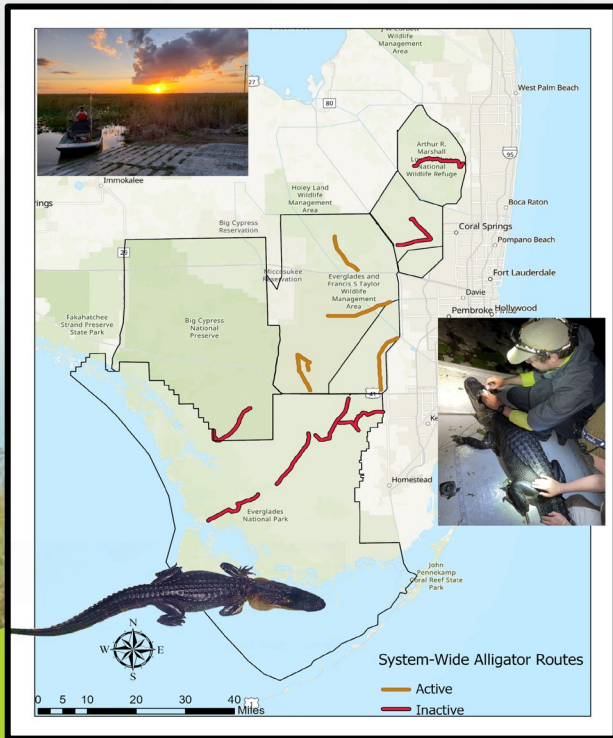 J W Corbett
Wildlife
Management
Area
27
80
West Palm Beach
Arthur R.
Marshall
National
Wildlife Refuge
95
Immokalee
rings
Holey Land
Wildlife
Management
Area
Boca Raton
Big Cypress
Reservation
Coral Springs
Pompano Beach
29
Miccosukee
Reservation
Everglades and
Francis S Taylor
Wildlife
Management
Area
Fort Lauderdale
Davie
Pembroke
Hollywood
Fakahatchee
Strand Preserve
State Park
Big Cypress
National
Preserve
41
Ke
Homestead
Everglades
National Park
John
Pennekamp
Coral Reef State
Park
N
W
E
S
System-Wide Alligator Routes
Active
Inactive
0 5 10 20 30 40
Miles
1